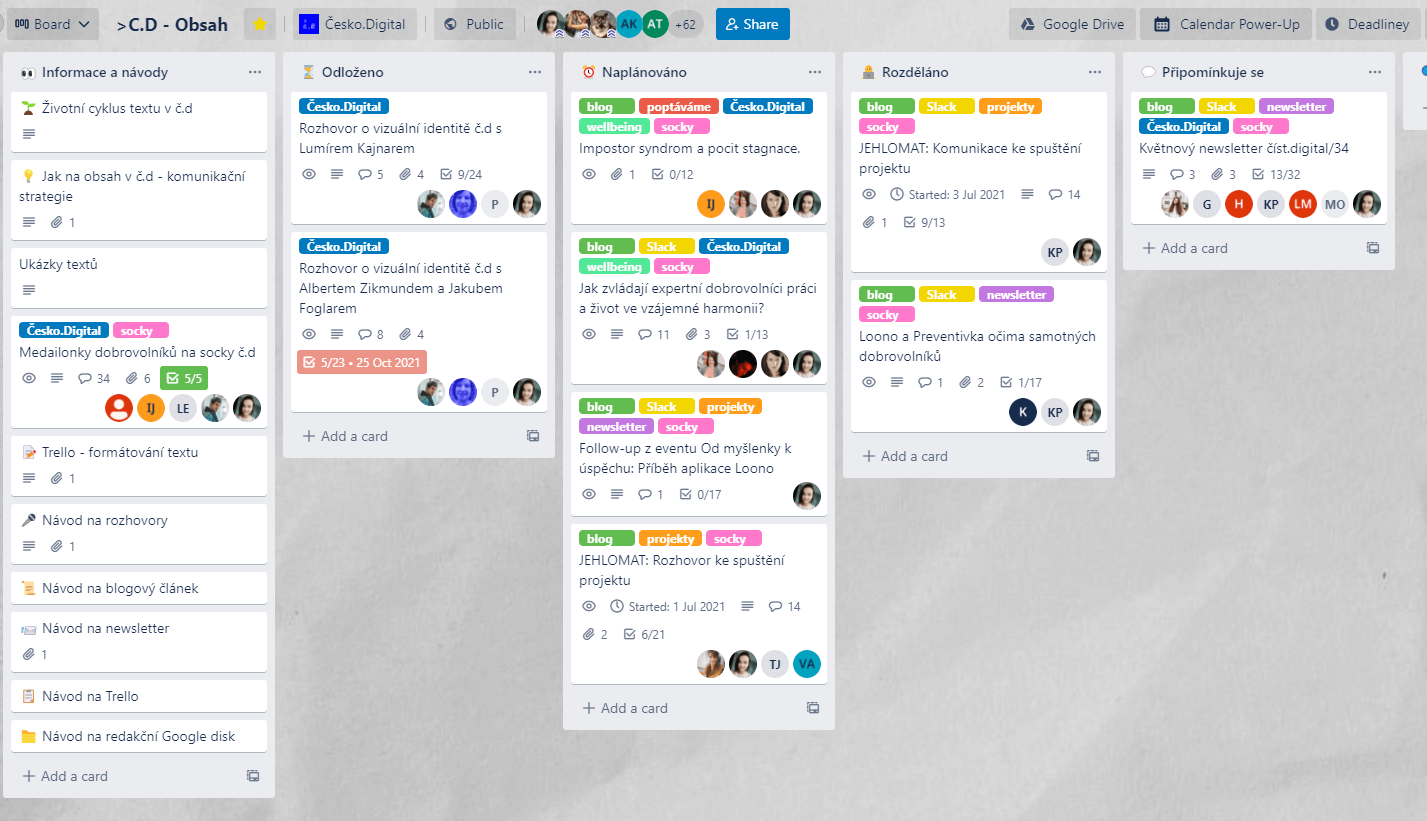 Board
>C.D - Obsah
Česko.Digital
Public
AK
AT
+62
Share
Google Drive
Calendar Power-Up
Deadliney
Informace a návody
Životní cyklus textu v č.d
Jak na obsah v č.d - komunikační
strategie
1
Ukázky textů
Česko.Digital socky
Medailonky dobrovolníků na socky č.d
34 6 5/5
IJ LE
Trello - formátování textu
1
Návod na rozhovory
1
Návod na blogový článek
Návod na newsletter
1
Návod na Trello
Návod na redakční Google disk
Add a card
Odloženo
Česko.Digital
Rozhovor o vizuální identitě č.d s
Lumírem Kajnarem
5 4 9/24
P
Česko.Digital
Rozhovor o vizuální identitě č.d s
Albertem Zikmundem a Jakubem
Foglarem
8 4
5/23 • 25 Oct 2021
P
Add a card
Naplánováno
blog poptáváme Česko.Digital
wellbeing socky
Impostor syndrom a pocit stagnace.
1 0/12
IJ
blog Slack Česko.Digital
wellbeing socky
Jak zvládají expertní dobrovolníci práci
a život ve vzájemné harmonii?
11 3 1/13
blog Slack projekty
newsletter socky
Follow-up z eventu Od myšlenky k
úspěchu: Příběh aplikace Loono
1 0/17
blog projekty socky
JEHLOMAT: Rozhovor ke spuštění
projektu
Started: 1 Jul 2021 14
2 6/21
TJ VA
Add a card
Rozděláno
blog Slack projekty
socky
JEHLOMAT: Komunikace ke spuštění
projektu
Started: 3 Jul 2021 14
1 9/13
KP
blog Slack newsletter
socky
Loono a Preventivka očima samotných
dobrovolníků
1 2 1/17
K KP
Add a card
Připomínkuje se
blog Slack newsletter
Česko.Digital socky
Květnový newsletter číst.digital/34
3 3 13/32
G H KP LM MO
Add a card